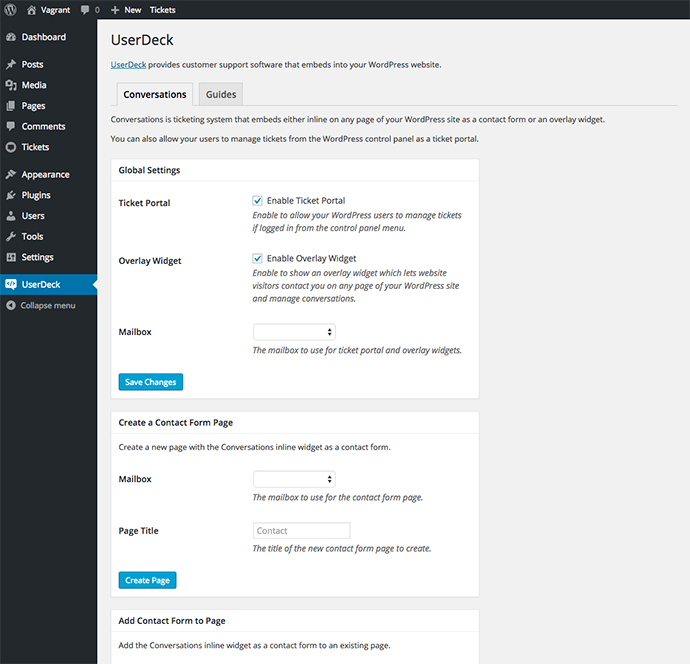 Vagrant 0 New Tickets
Dashboard
Posts
Media
Pages
Comments
Tickets
Appearance
Plugins
Users
Tools
Settings
UserDeck
Collapse menu
UserDeck
UserDeck provides customer support software that embeds into your WordPress website.
Conversations Guides
Conversations is ticketing system that embeds either inline on any page of your WordPress site as a contact form or an overlay widget.
You can also allow your users to manage tickets from the WordPress control panel as a ticket portal.
Global Settings
Ticket Portal Enable Ticket Portal
Enable to allow your WordPress users to manage tickets
if logged in from the control panel menu.
Overlay Widget Enable Overlay Widget
Enable to show an overlay widget which lets website
visitors contact you on any page of your WordPress site
and manage conversations.
Mailbox
The mailbox to use for ticket portal and overlay widgets.
Save Changes
Create a Contact Form Page
Create a new page with the Conversations inline widget as a contact form.
Mailbox
The mailbox to use for the contact form page.
Page Title Contact
The title of the new contact form page to create.
Create Page
Add Contact Form to Page
Add the Conversations inline widget as a contact form to an existing page.